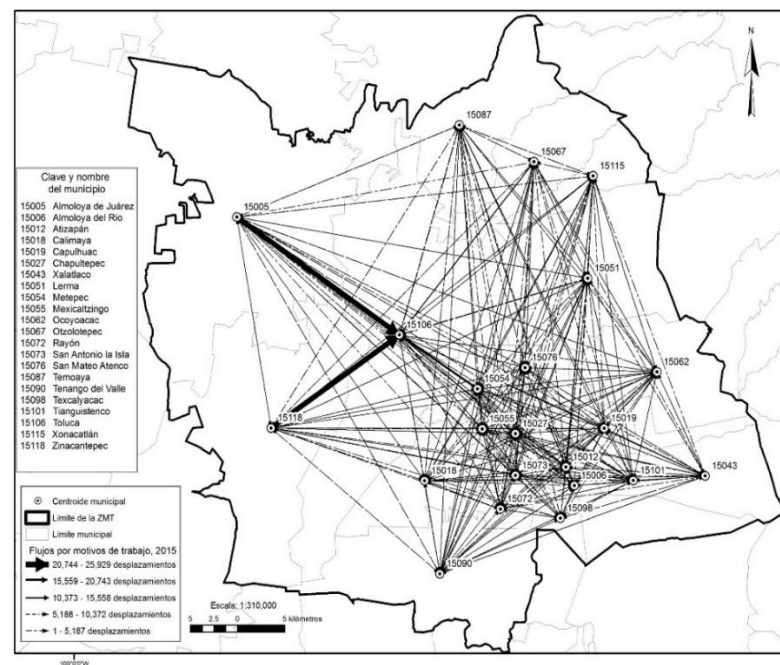 N
Clave y nombre
del municipio
15005 Almoloya de Juárez
15006 Almoloya del Río
15012 Atizapán
15018 Calimaya
15019 Capulhuac
15027 Chapultepec
15043 Xalatlaco
15051 Lerma
15054 Metepec
15055 Mexicaltzingo
15062 Ocoyoacac
15067 Otzolotepec
15072 Rayón
15073 San Antonio la Isla
15076 San Mateo Atenco
15087 Temoaya
15090 Tenango del Valle
15098 Texcalyacac
15101 Tianguistenco
15106 Toluca
15115 Xonacatlán
15118 Zinacantepec
Centroide municipal
Límite de la ZMT
Límite municipal
Flujos por motivos de trabajo, 2015
20,744 - 25,929 desplazamientos
15,559 - 20,743 desplazamientos
10,373 - 15,558 desplazamientos
5,188 - 10,372 desplazamientos
1 - 5,187 desplazamientos
15087
15067
15115
15005
15051
15106
15076
15062
15054
15118
15055
15027
15019
15012
15018
15073
15006
15101
15043
15072
15098
15090
Escala: 1:310,000
5 2.5 0 5 kilómetros